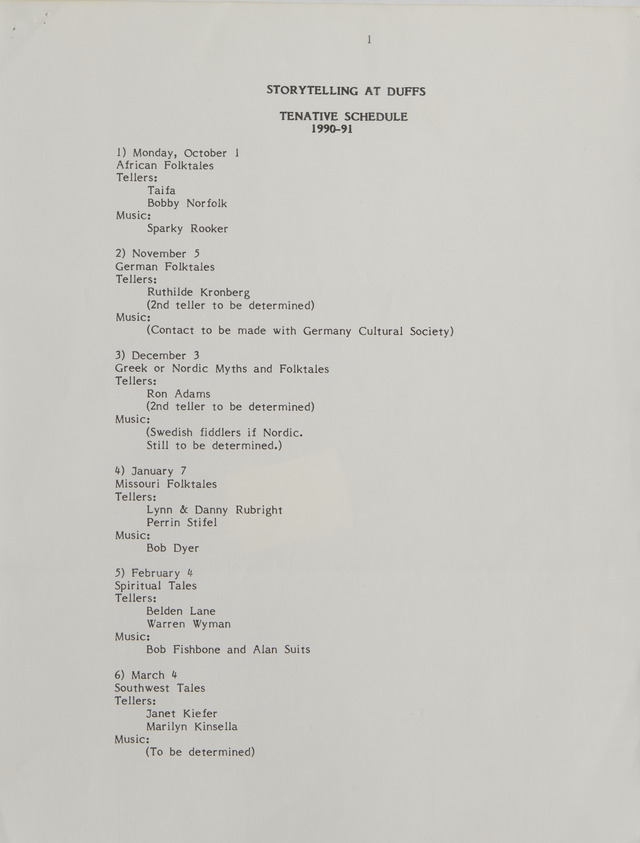 1
STORYTELLING AT DUFFS
TENATIVE SCHEDULE
1990-91
1) Monday, October 1
African Folktales
Tellers:
Taifa
Bobby Norfolk
Music:
Sparky Rooker
2) November 5
German Folktales
Tellers:
Ruthilde Kronberg
(2nd teller to be determined)
Music:
(Contact to be made with Germany Cultural Society)
3) December 3
Greek or Nordic Myths and Folktales
Tellers:
Ron Adams
(2nd teller to be determined)
Music:
(Swedish fiddlers if Nordic.
Still to be determined.)
4) January 7
Missouri Folktales
Tellers:
Lynn & Danny Rubright
Perrin Stifel
Music:
Bob Dyer
5) February 4
Spiritual Tales
Tellers:
Belden Lane
Warren Wyman
Music:
Bob Fishbone and Alan Suits
6) March 4
Southwest Tales
Tellers:
Janet Kiefer
Marilyn Kinsella
Music:
(To be determined)